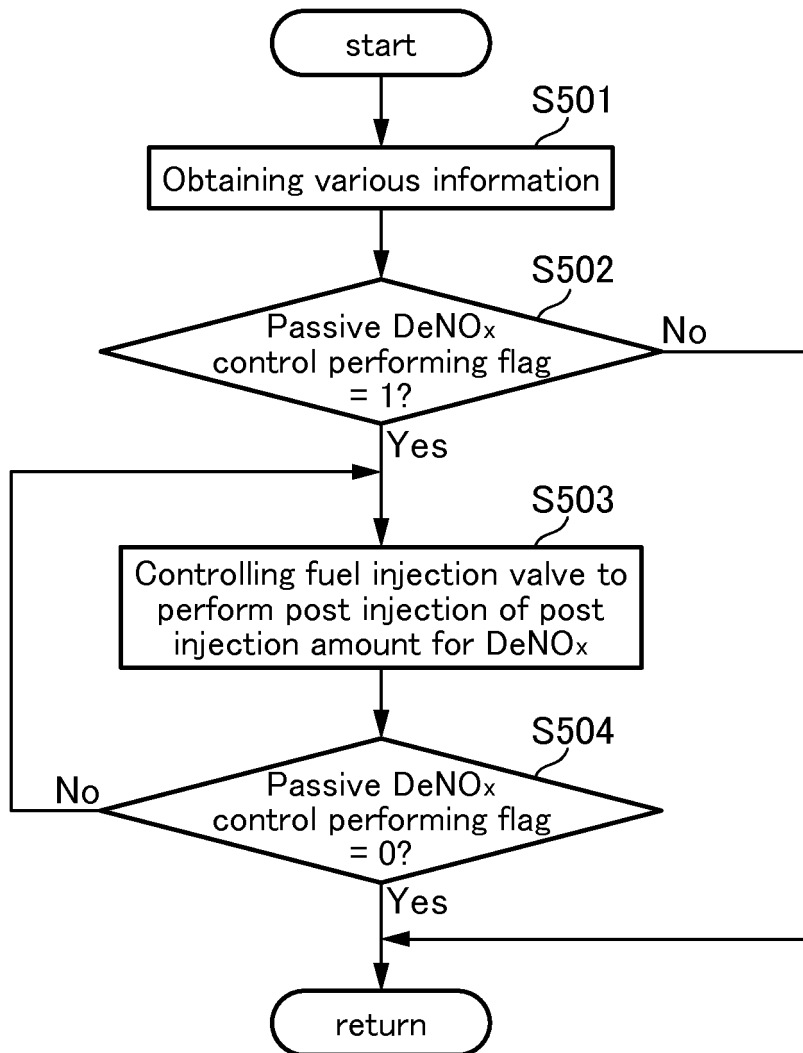 start
S501
Obtaining various information
S502
Passive DeNOx
control performing flag
= 1?
No
Yes
S503
Controlling fuel injection valve to
perform post injection of post
injection amount for DeNOx
S504
Passive DeNOx
control performing flag
= 0?
No
Yes
return